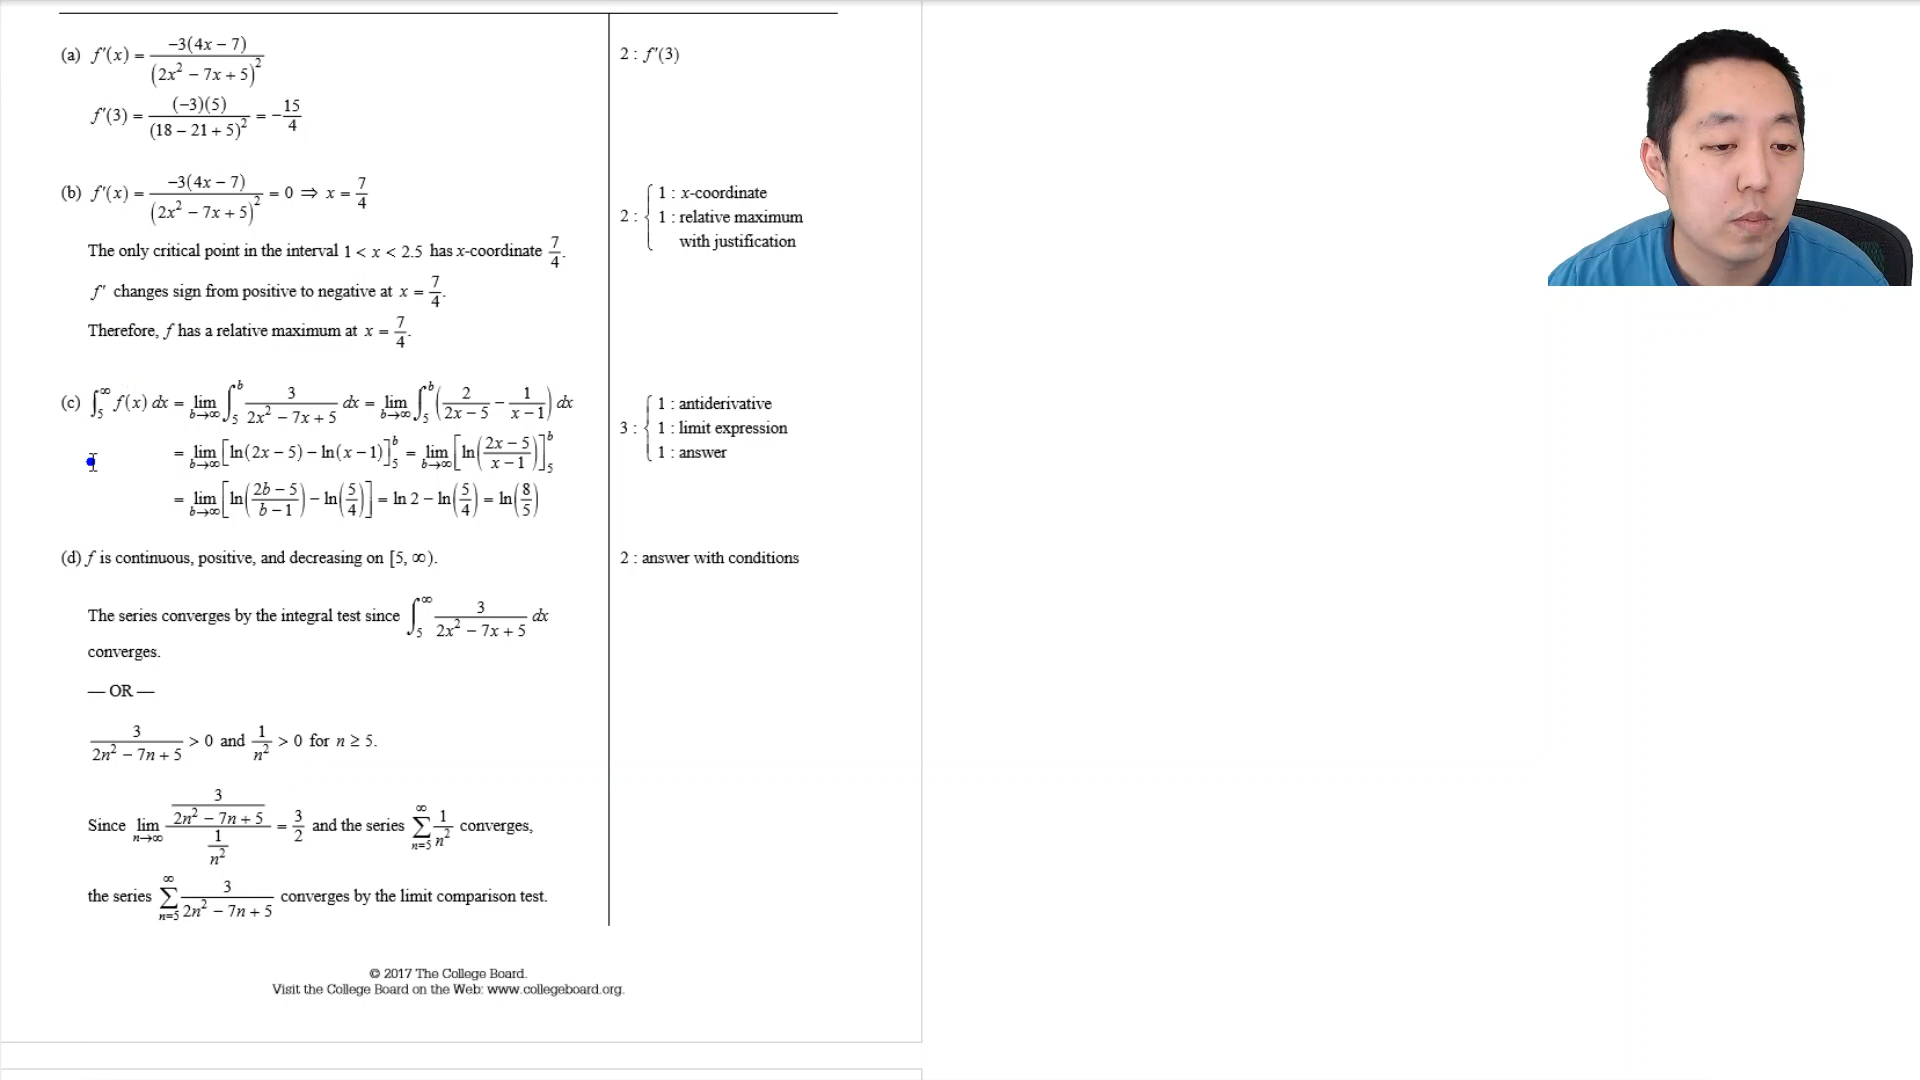 (a) f′(x) = −3(4x − 7) / (2x² − 7x + 5)²
2 : f′(3)
f′(3) = (−3)(5) / (18 − 21 + 5)² = −15/4
(b) f′(x) = −3(4x − 7) / (2x² − 7x + 5)² = 0 ⇒ x = 7/4
2 : { 1 : x-coordinate
1 : relative maximum
with justification
The only critical point in the interval 1 < x < 2.5 has x-coordinate 7/4.
f′ changes sign from positive to negative at x = 7/4.
Therefore, f has a relative maximum at x = 7/4.
(c) ∫₅^∞ f(x) dx = lim b→∞ ∫₅^b 3/(2x² − 7x + 5) dx = lim b→∞ ∫₅^b (2/(2x − 5) − 1/(x − 1)) dx
= lim b→∞ [ln(2x − 5) − ln(x − 1)]₅^b = lim b→∞ [ln((2x − 5)/(x − 1))]₅^b
= lim b→∞ [ln((2b − 5)/(b − 1)) − ln(5/4)] = ln 2 − ln(5/4) = ln(8/5)
3 : { 1 : antiderivative
1 : limit expression
1 : answer
(d) f is continuous, positive, and decreasing on [5, ∞).
2 : answer with conditions
The series converges by the integral test since ∫₅^∞ 3/(2x² − 7x + 5) dx
converges.
— OR —
3/(2n² − 7n + 5) > 0 and 1/n² > 0 for n ≥ 5.
Since lim n→∞ (3/(2n² − 7n + 5))/(1/n²) = 3/2 and the series ∑ n=5 ∞ 1/n² converges,
the series ∑ n=5 ∞ 3/(2n² − 7n + 5) converges by the limit comparison test.
© 2017 The College Board.
Visit the College Board on the Web: www.collegeboard.org.